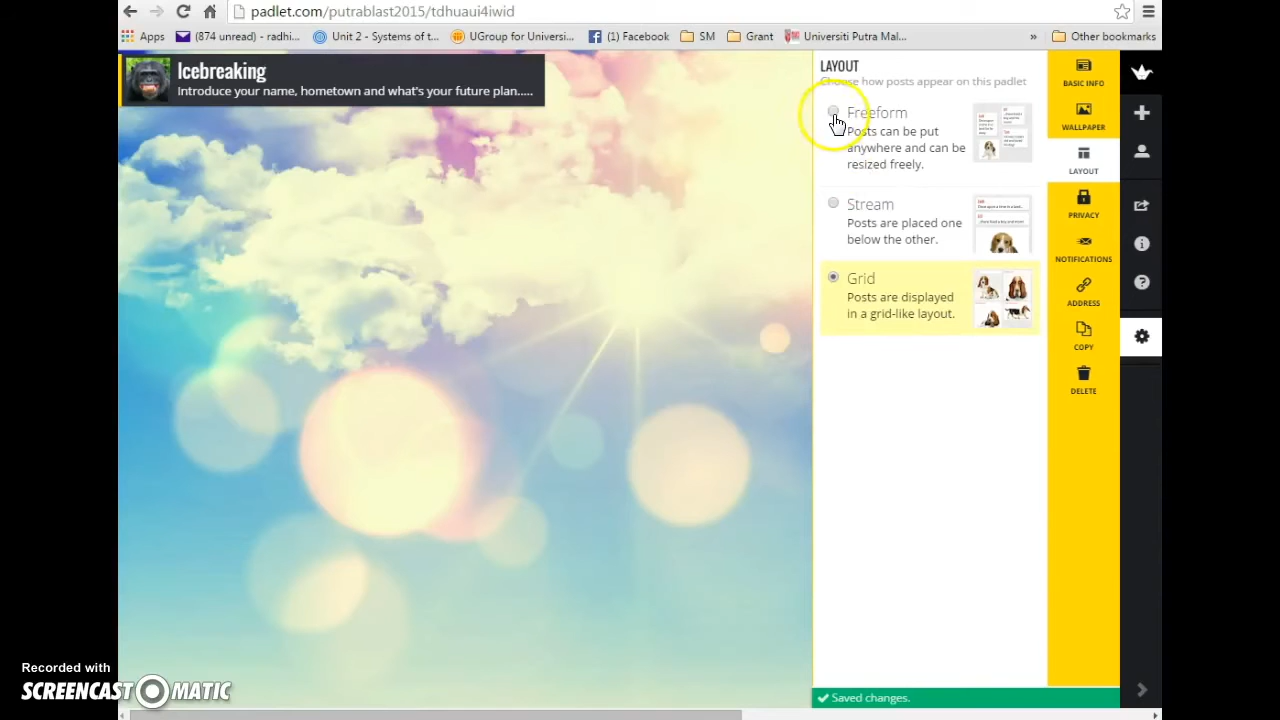 padlet.com/putrablast2015/tdhuaui4iwid
Apps
(874 unread) - radhi...
Unit 2 - Systems of t...
UGroup for Universi...
(1) Facebook
SM
Grant
Universiti Putra Mal...
»
Other bookmarks
Icebreaking
Introduce your name, hometown and what's your future plan.....
LAYOUT
Choose how posts appear on this padlet
Freeform
Posts can be put
anywhere and can be
resized freely.
Stream
Posts are placed one
below the other.
Grid
Posts are displayed
in a grid-like layout.
BASIC INFO
WALLPAPER
LAYOUT
PRIVACY
NOTIFICATIONS
ADDRESS
COPY
DELETE
Saved changes.
Recorded with
SCREENCAST-O-MATIC